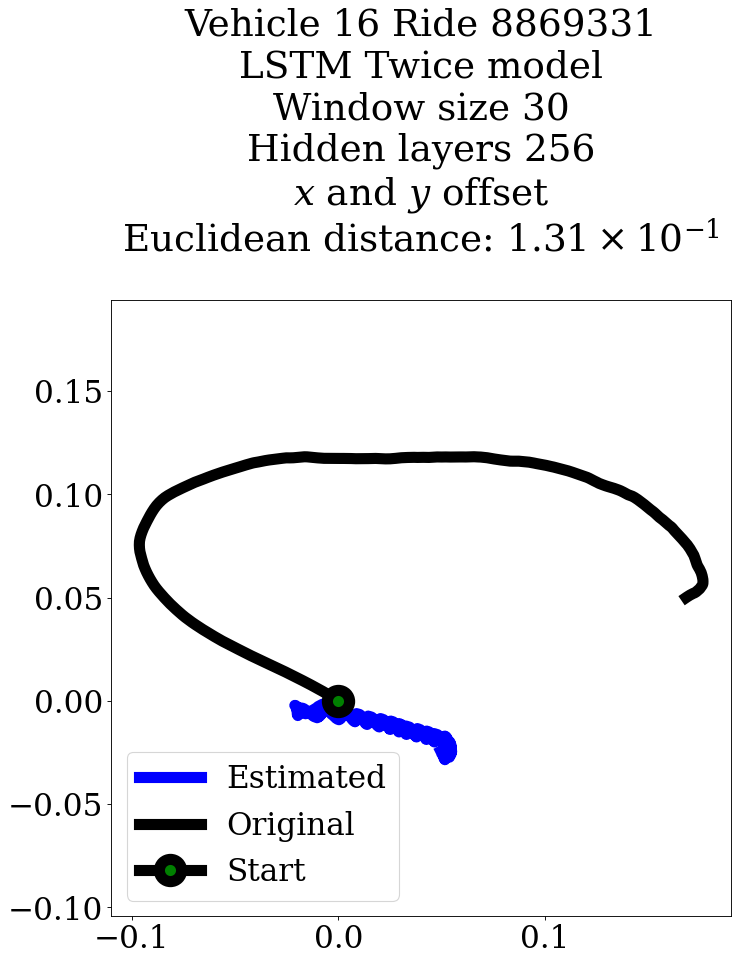 Vehicle 16 Ride 8869331
LSTM Twice model
Window size 30
Hidden layers 256
x and y offset
Euclidean distance: 1.31 × 10⁻¹
0.15
0.10
0.05
0.00
−0.05
−0.10
Estimated
Original
Start
−0.1 0.0 0.1